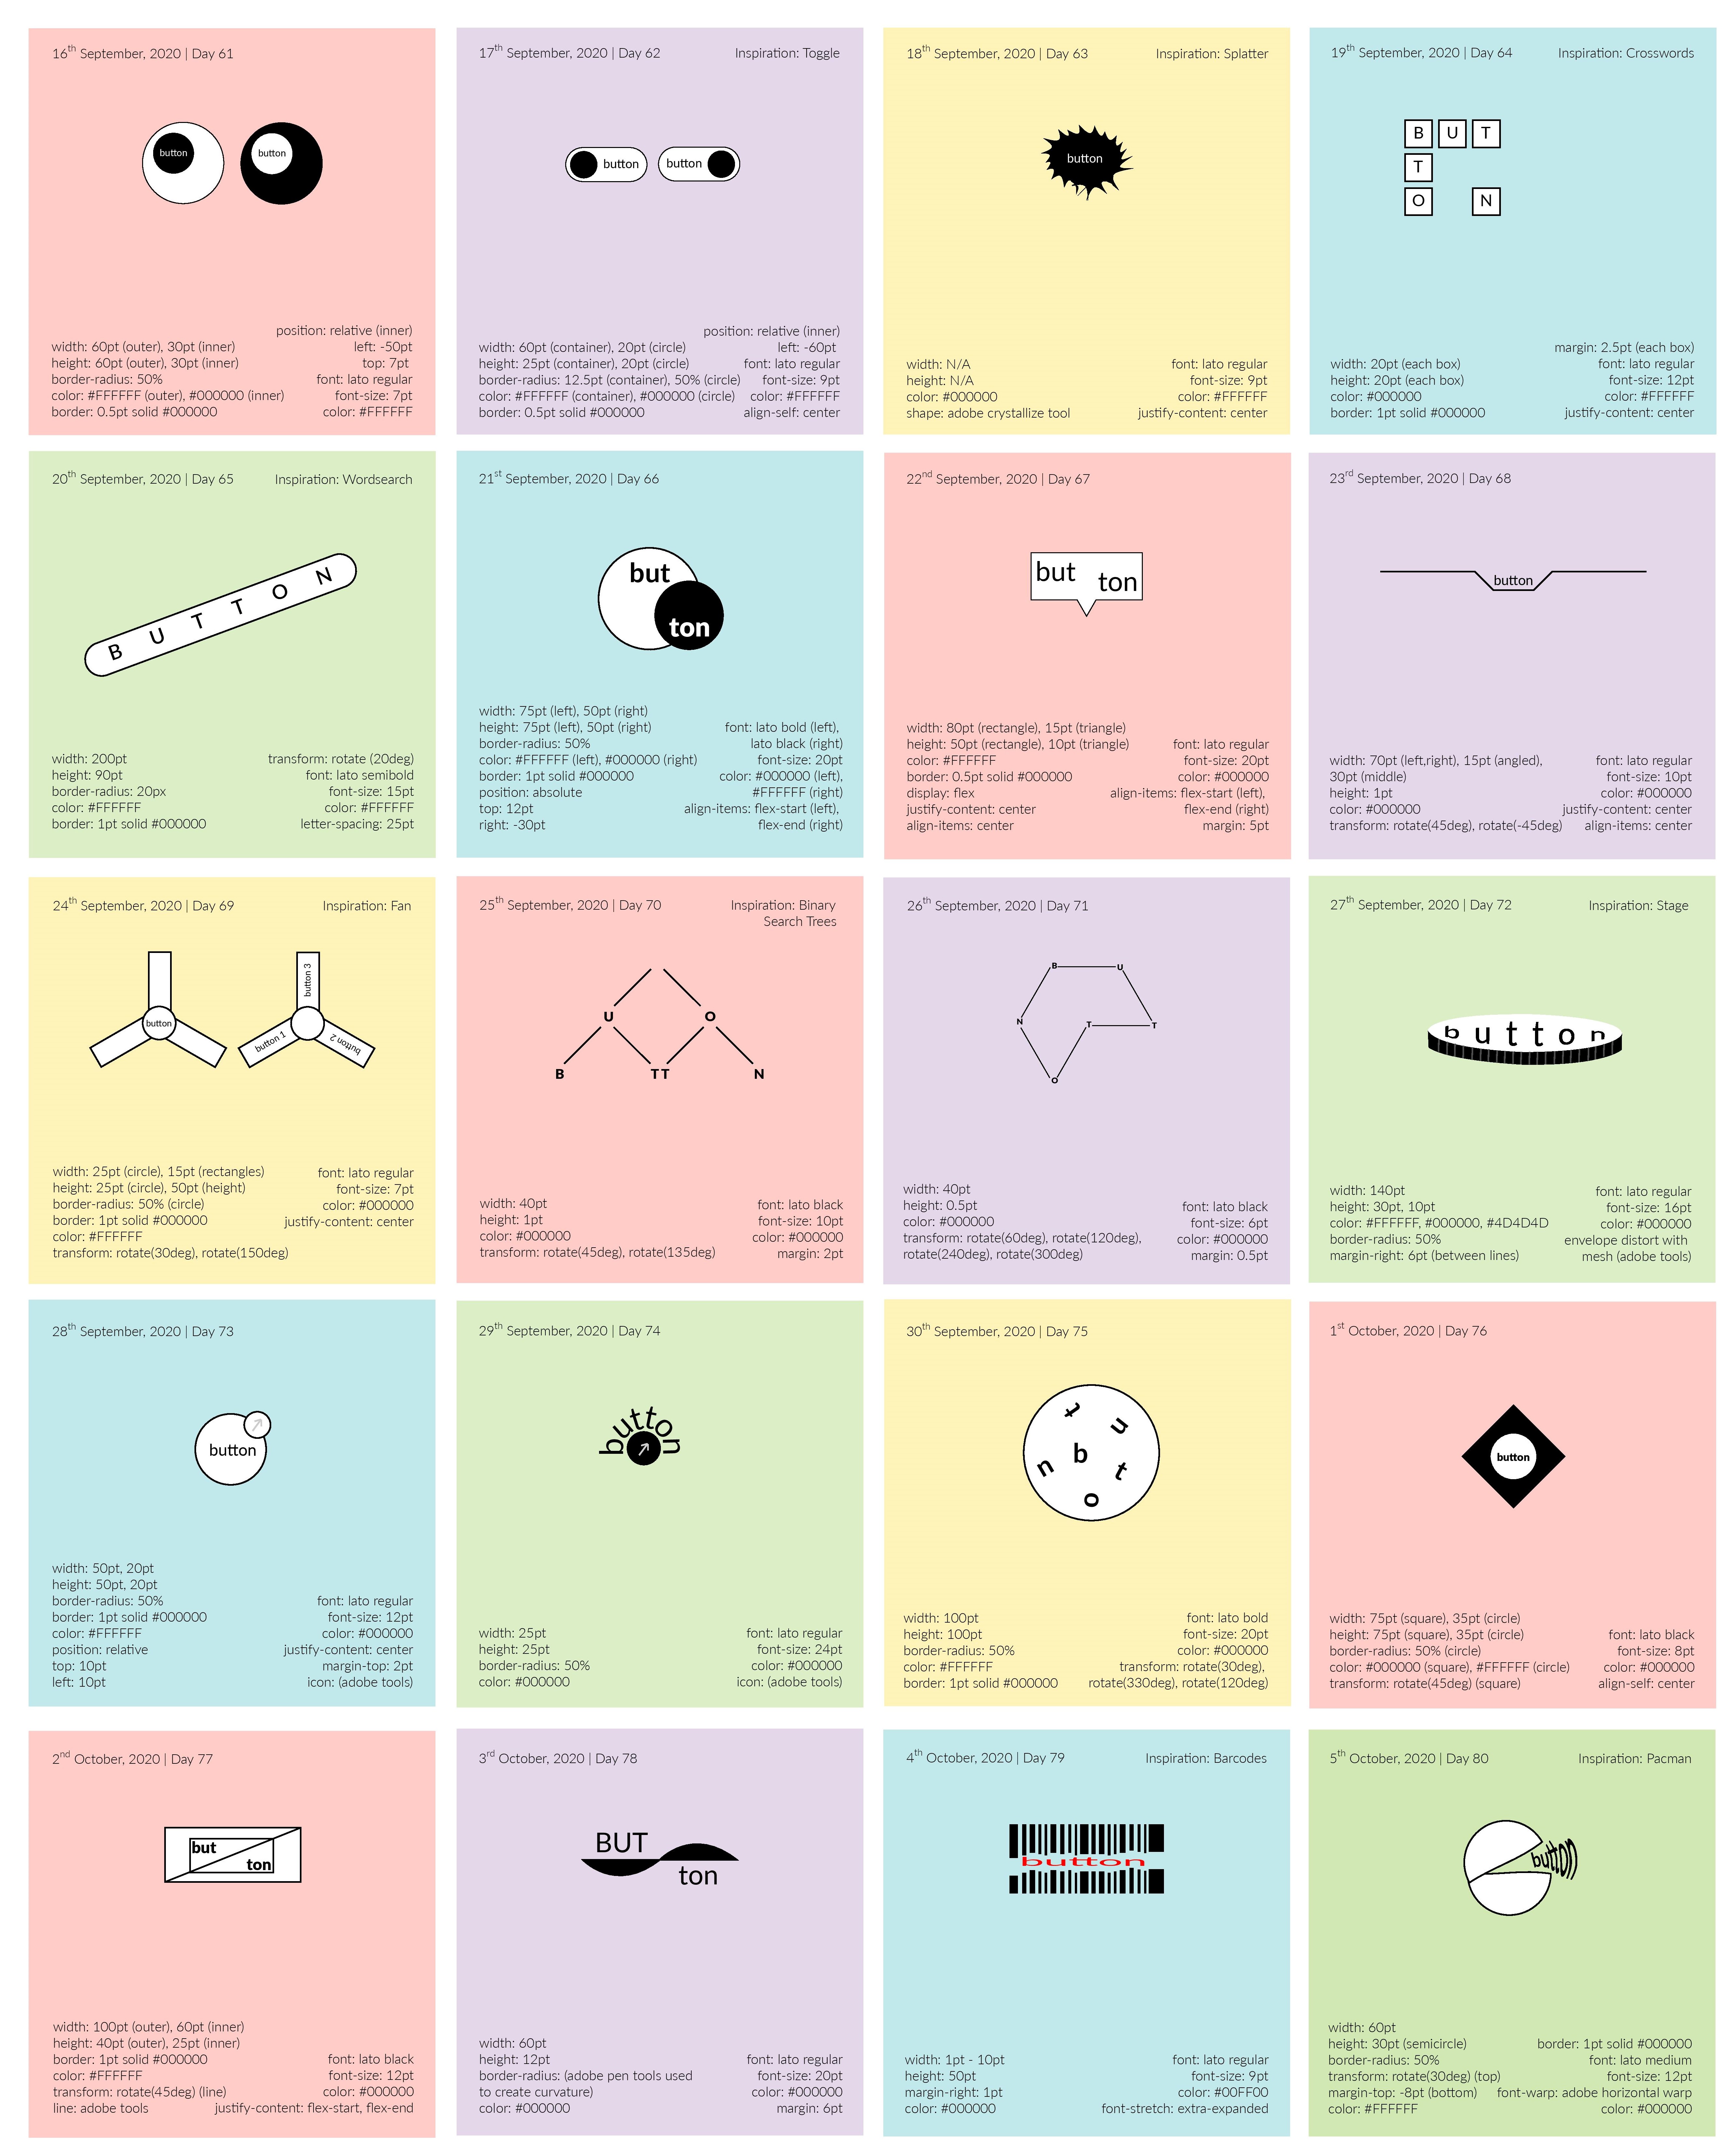 16th September, 2020 | Day 61
button
button
position: relative (inner)
width: 60pt (outer), 30pt (inner) left: -50pt
height: 60pt (outer), 30pt (inner) top: 7pt
border-radius: 50% font: lato regular
color: #FFFFFF (outer), #000000 (inner) font-size: 7pt
border: 0.5pt solid #000000 color: #FFFFFF
17th September, 2020 | Day 62 Inspiration: Toggle
button
button
position: relative (inner)
width: 60pt (container), 20pt (circle) left: -60pt
height: 25pt (container), 20pt (circle) font: lato regular
border-radius: 12.5pt (container), 50% (circle) font-size: 9pt
color: #FFFFFF (container), #000000 (circle) color: #FFFFFF
border: 0.5pt solid #000000 align-self: center
18th September, 2020 | Day 63 Inspiration: Splatter
button
width: N/A font: lato regular
height: N/A font-size: 9pt
color: #000000 color: #FFFFFF
shape: adobe crystallize tool justify-content: center
19th September, 2020 | Day 64 Inspiration: Crosswords
B U T
T
O N
margin: 2.5pt (each box)
width: 20pt (each box) font: lato regular
height: 20pt (each box) font-size: 12pt
color: #000000 color: #FFFFFF
border: 1pt solid #000000 justify-content: center
20th September, 2020 | Day 65 Inspiration: Wordsearch
B U T T O N
width: 200pt transform: rotate (20deg)
height: 90pt font: lato semibold
border-radius: 20px font-size: 15pt
color: #FFFFFF color: #FFFFFF
border: 1pt solid #000000 letter-spacing: 25pt
21st September, 2020 | Day 66
but
ton
width: 75pt (left), 50pt (right)
height: 75pt (left), 50pt (right) font: lato bold (left),
border-radius: 50% lato black (right)
color: #FFFFFF (left), #000000 (right) font-size: 20pt
border: 1pt solid #000000 color: #000000 (left),
position: absolute #FFFFFF (right)
top: 12pt align-items: flex-start (left),
right: -30pt flex-end (right)
22nd September, 2020 | Day 67
but
ton
width: 80pt (rectangle), 15pt (triangle)
height: 50pt (rectangle), 10pt (triangle) font: lato regular
color: #FFFFFF font-size: 20pt
border: 0.5pt solid #000000 color: #000000
display: flex align-items: flex-start (left),
justify-content: center flex-end (right)
align-items: center margin: 5pt
23rd September, 2020 | Day 68
button
width: 70pt (left,right), 15pt (angled), font: lato regular
30pt (middle) font-size: 10pt
height: 1pt color: #000000
color: #000000 justify-content: center
transform: rotate(45deg), rotate(-45deg) align-items: center
24th September, 2020 | Day 69 Inspiration: Fan
button
button 3
button 1
button 2
width: 25pt (circle), 15pt (rectangles) font: lato regular
height: 25pt (circle), 50pt (height) font-size: 7pt
border-radius: 50% (circle) color: #000000
border: 1pt solid #000000 justify-content: center
color: #FFFFFF
transform: rotate(30deg), rotate(150deg)
25th September, 2020 | Day 70 Inspiration: Binary
Search Trees
U O
B TT N
width: 40pt font: lato black
height: 1pt font-size: 10pt
color: #000000 color: #000000
transform: rotate(45deg), rotate(135deg) margin: 2pt
26th September, 2020 | Day 71
B U
N T T
O
width: 40pt
height: 0.5pt font: lato black
color: #000000 font-size: 6pt
transform: rotate(60deg), rotate(120deg), color: #000000
rotate(240deg), rotate(300deg) margin: 0.5pt
27th September, 2020 | Day 72 Inspiration: Stage
button
width: 140pt font: lato regular
height: 30pt, 10pt font-size: 16pt
color: #FFFFFF, #000000, #4D4D4D color: #000000
border-radius: 50% envelope distort with
margin-right: 6pt (between lines) mesh (adobe tools)
28th September, 2020 | Day 73
button
width: 50pt, 20pt
height: 50pt, 20pt
border-radius: 50% font: lato regular
border: 1pt solid #000000 font-size: 12pt
color: #FFFFFF color: #000000
position: relative justify-content: center
top: 10pt margin-top: 2pt
left: 10pt icon: (adobe tools)
29th September, 2020 | Day 74
button
width: 25pt font: lato regular
height: 25pt font-size: 24pt
border-radius: 50% color: #000000
color: #000000 icon: (adobe tools)
30th September, 2020 | Day 75
t u
b
n t
o
width: 100pt font: lato bold
height: 100pt font-size: 20pt
border-radius: 50% color: #000000
color: #FFFFFF transform: rotate(30deg),
border: 1pt solid #000000 rotate(330deg), rotate(120deg)
1st October, 2020 | Day 76
button
width: 75pt (square), 35pt (circle)
height: 75pt (square), 35pt (circle) font: lato black
border-radius: 50% (circle) font-size: 8pt
color: #000000 (square), #FFFFFF (circle) color: #000000
transform: rotate(45deg) (square) align-self: center
2nd October, 2020 | Day 77
but
ton
width: 100pt (outer), 60pt (inner)
height: 40pt (outer), 25pt (inner)
border: 1pt solid #000000 font: lato black
color: #FFFFFF font-size: 12pt
transform: rotate(45deg) (line) color: #000000
line: adobe tools justify-content: flex-start, flex-end
3rd October, 2020 | Day 78
BUT
ton
width: 60pt
height: 12pt font: lato regular
border-radius: (adobe pen tools used font-size: 20pt
to create curvature) color: #000000
color: #000000 margin: 6pt
4th October, 2020 | Day 79 Inspiration: Barcodes
button
width: 1pt - 10pt font: lato regular
height: 50pt font-size: 9pt
margin-right: 1pt color: #00FF00
color: #000000 font-stretch: extra-expanded
5th October, 2020 | Day 80 Inspiration: Pacman
button
width: 60pt
height: 30pt (semicircle) border: 1pt solid #000000
border-radius: 50% font: lato medium
transform: rotate(30deg) (top) font-size: 12pt
margin-top: -8pt (bottom) font-warp: adobe horizontal warp
color: #FFFFFF color: #000000